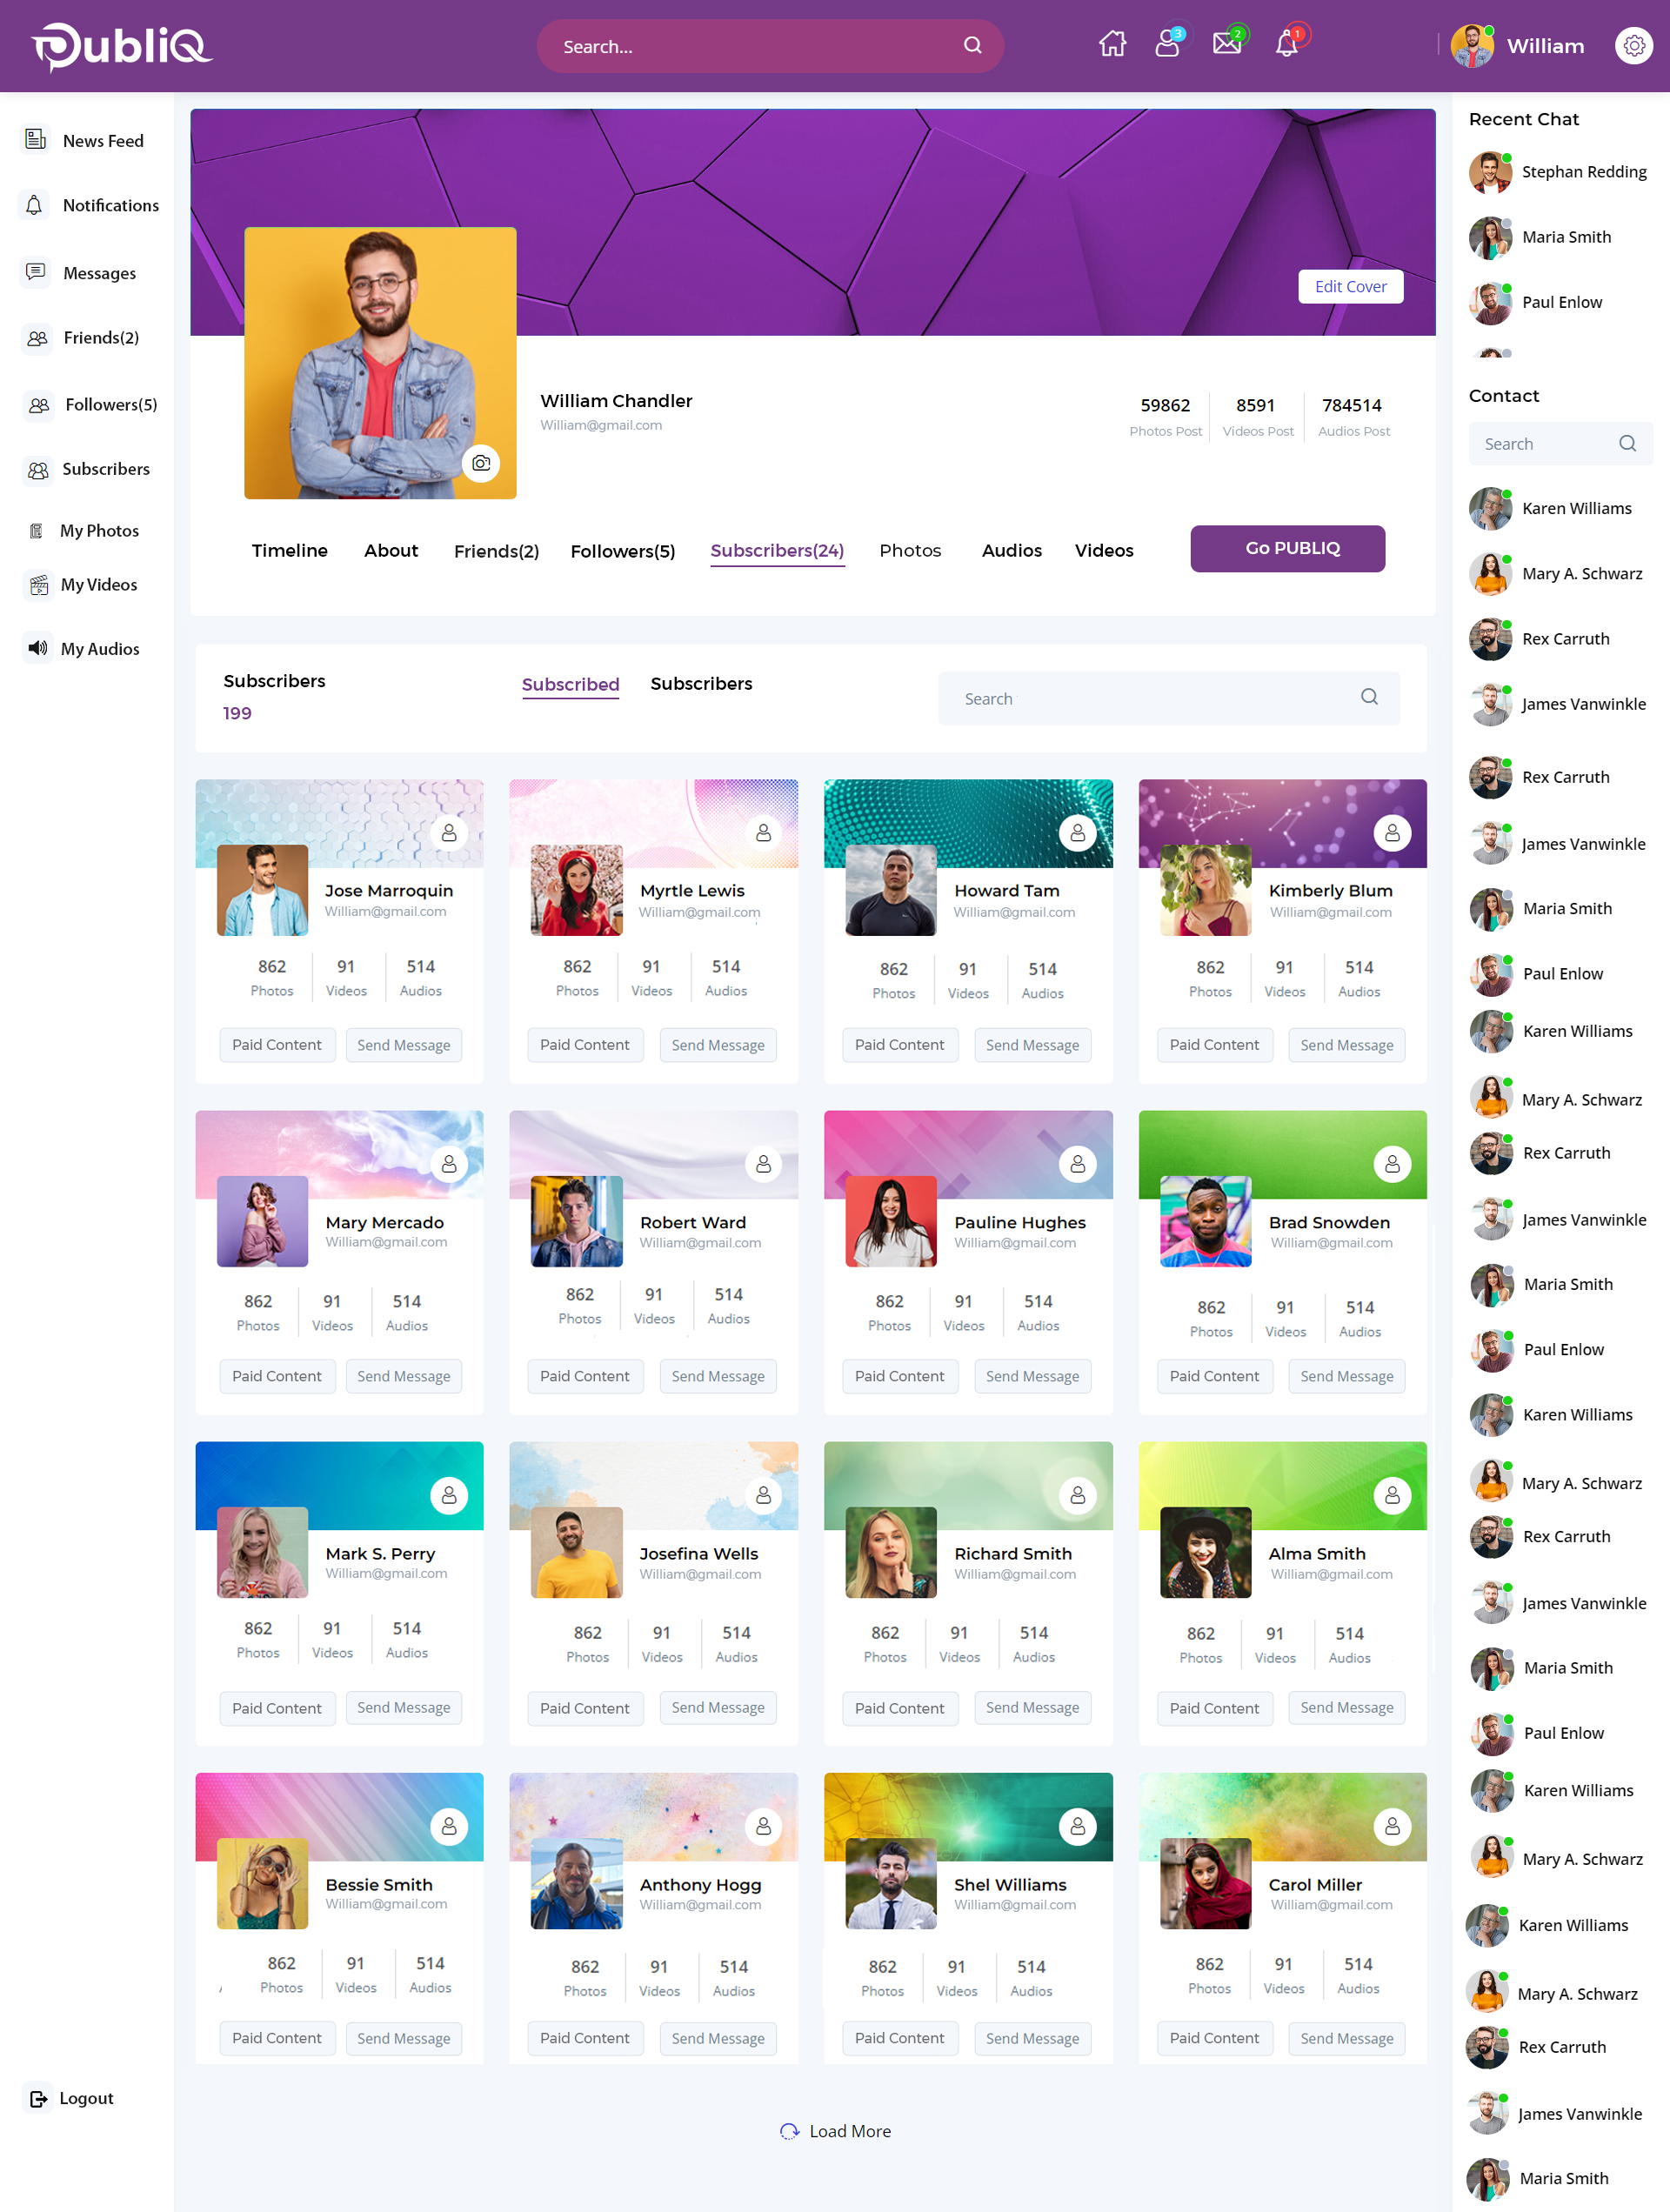 PubliQ
Search...
3
2
1
William
News Feed
Notifications
Messages
Friends(2)
Followers(5)
Subscribers
My Photos
My Videos
My Audios
Logout
Edit Cover
William Chandler
William@gmail.com
59862 8591 784514
Photos Post Videos Post Audios Post
Timeline About Friends(2) Followers(5) Subscribers(24) Photos Audios Videos Go PUBLIQ
Subscribers
199
Subscribed Subscribers
Search
Jose Marroquin
William@gmail.com
862 91 514
Photos Videos Audios
Paid Content Send Message
Myrtle Lewis
William@gmail.com
862 91 514
Photos Videos Audios
Paid Content Send Message
Howard Tam
William@gmail.com
862 91 514
Photos Videos Audios
Paid Content Send Message
Kimberly Blum
William@gmail.com
862 91 514
Photos Videos Audios
Paid Content Send Message
Mary Mercado
William@gmail.com
862 91 514
Photos Videos Audios
Paid Content Send Message
Robert Ward
William@gmail.com
862 91 514
Photos Videos Audios
Paid Content Send Message
Pauline Hughes
William@gmail.com
862 91 514
Photos Videos Audios
Paid Content Send Message
Brad Snowden
William@gmail.com
862 91 514
Photos Videos Audios
Paid Content Send Message
Mark S. Perry
William@gmail.com
862 91 514
Photos Videos Audios
Paid Content Send Message
Josefina Wells
William@gmail.com
862 91 514
Photos Videos Audios
Paid Content Send Message
Richard Smith
William@gmail.com
862 91 514
Photos Videos Audios
Paid Content Send Message
Alma Smith
William@gmail.com
862 91 514
Photos Videos Audios
Paid Content Send Message
Bessie Smith
William@gmail.com
862 91 514
Photos Videos Audios
Paid Content Send Message
Anthony Hogg
William@gmail.com
862 91 514
Photos Videos Audios
Paid Content Send Message
Shel Williams
William@gmail.com
862 91 514
Photos Videos Audios
Paid Content Send Message
Carol Miller
William@gmail.com
862 91 514
Photos Videos Audios
Paid Content Send Message
Load More
Recent Chat
Stephan Redding
Maria Smith
Paul Enlow
Contact
Search
Karen Williams
Mary A. Schwarz
Rex Carruth
James Vanwinkle
Rex Carruth
James Vanwinkle
Maria Smith
Paul Enlow
Karen Williams
Mary A. Schwarz
Rex Carruth
James Vanwinkle
Maria Smith
Paul Enlow
Karen Williams
Mary A. Schwarz
Rex Carruth
James Vanwinkle
Maria Smith
Paul Enlow
Karen Williams
Mary A. Schwarz
Karen Williams
Mary A. Schwarz
Rex Carruth
James Vanwinkle
Maria Smith